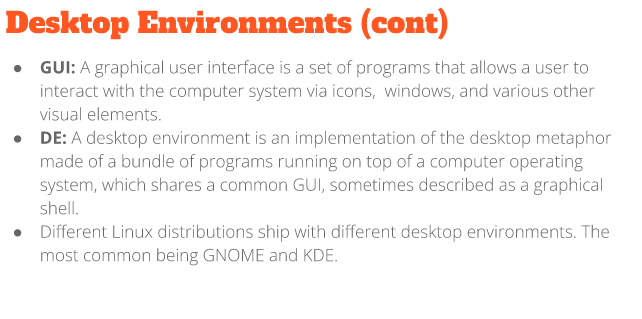 Desktop Environments (cont)
● GUI: A graphical user interface is a set of programs that allows a user to
interact with the computer system via icons,  windows, and various other
visual elements.
● DE: A desktop environment is an implementation of the desktop metaphor
made of a bundle of programs running on top of a computer operating
system, which shares a common GUI, sometimes described as a graphical
shell.
● Different Linux distributions ship with different desktop environments. The
most common being GNOME and KDE.